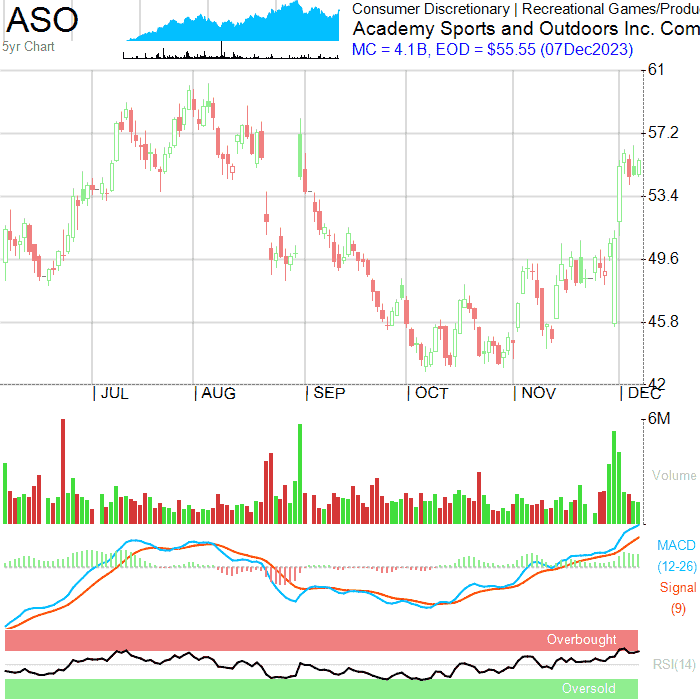 ASO
5yr Chart
Consumer Discretionary | Recreational Games/Produ
Academy Sports and Outdoors Inc. Com
MC = 4.1B, EOD = $55.55 (07Dec2023)
61
57.2
53.4
49.6
45.8
42
| JUL | AUG | SEP | OCT | NOV | DEC
6M
Volume
MACD
(12-26)
Signal
(9)
Overbought
RSI(14)
Oversold